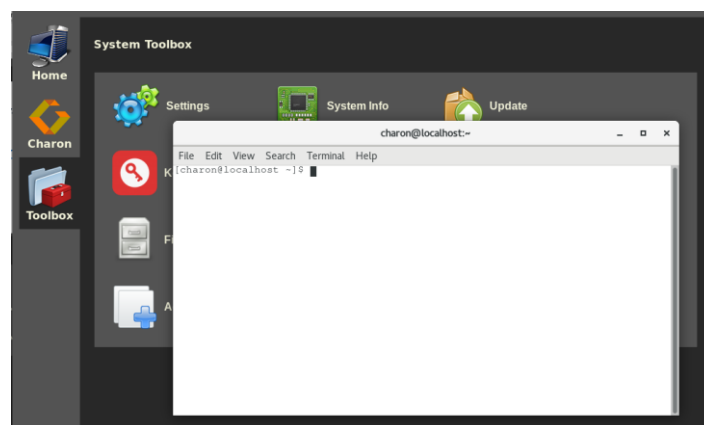 System Toolbox
Home
Settings
System Info
Update
charon@localhost:~
Charon
File Edit View Search Terminal Help
K
[charon@localhost ~]$
Toolbox
Fi
A